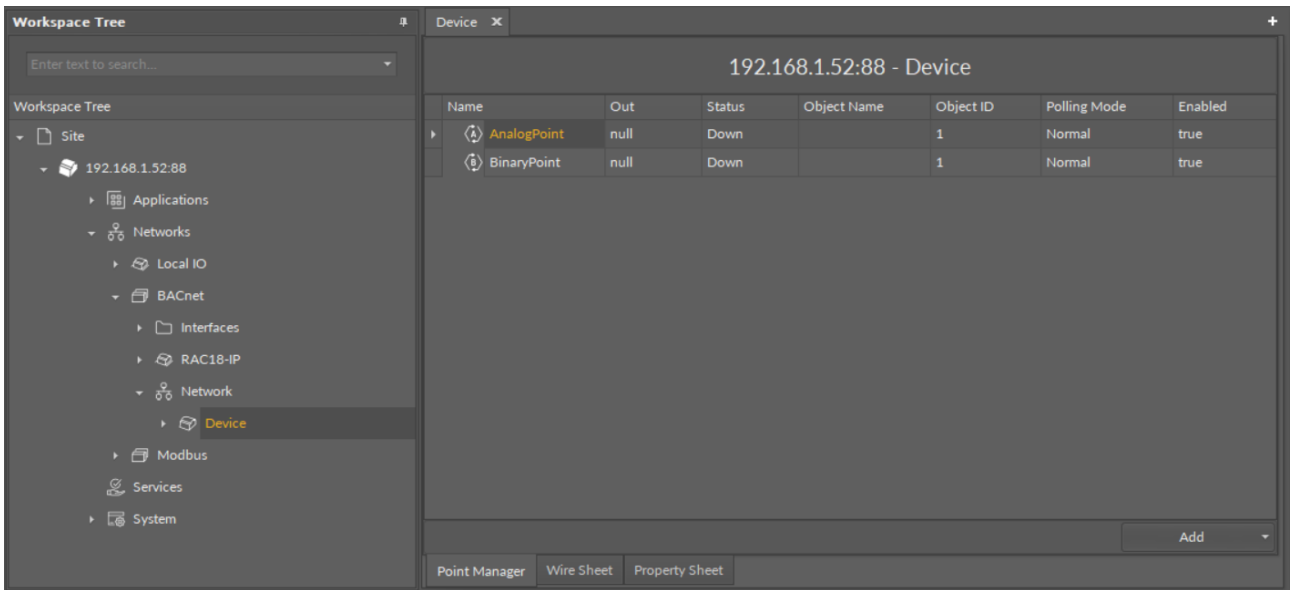 Workspace Tree
Enter text to search...
Workspace Tree
Site
192.168.1.52:88
Applications
Networks
Local IO
BACnet
Interfaces
RAC18-IP
Network
Device
Modbus
Services
System
Device
192.168.1.52:88 - Device
Name Out Status Object Name Object ID Polling Mode Enabled
A AnalogPoint null Down 1 Normal true
B BinaryPoint null Down 1 Normal true
Add
Point Manager Wire Sheet Property Sheet